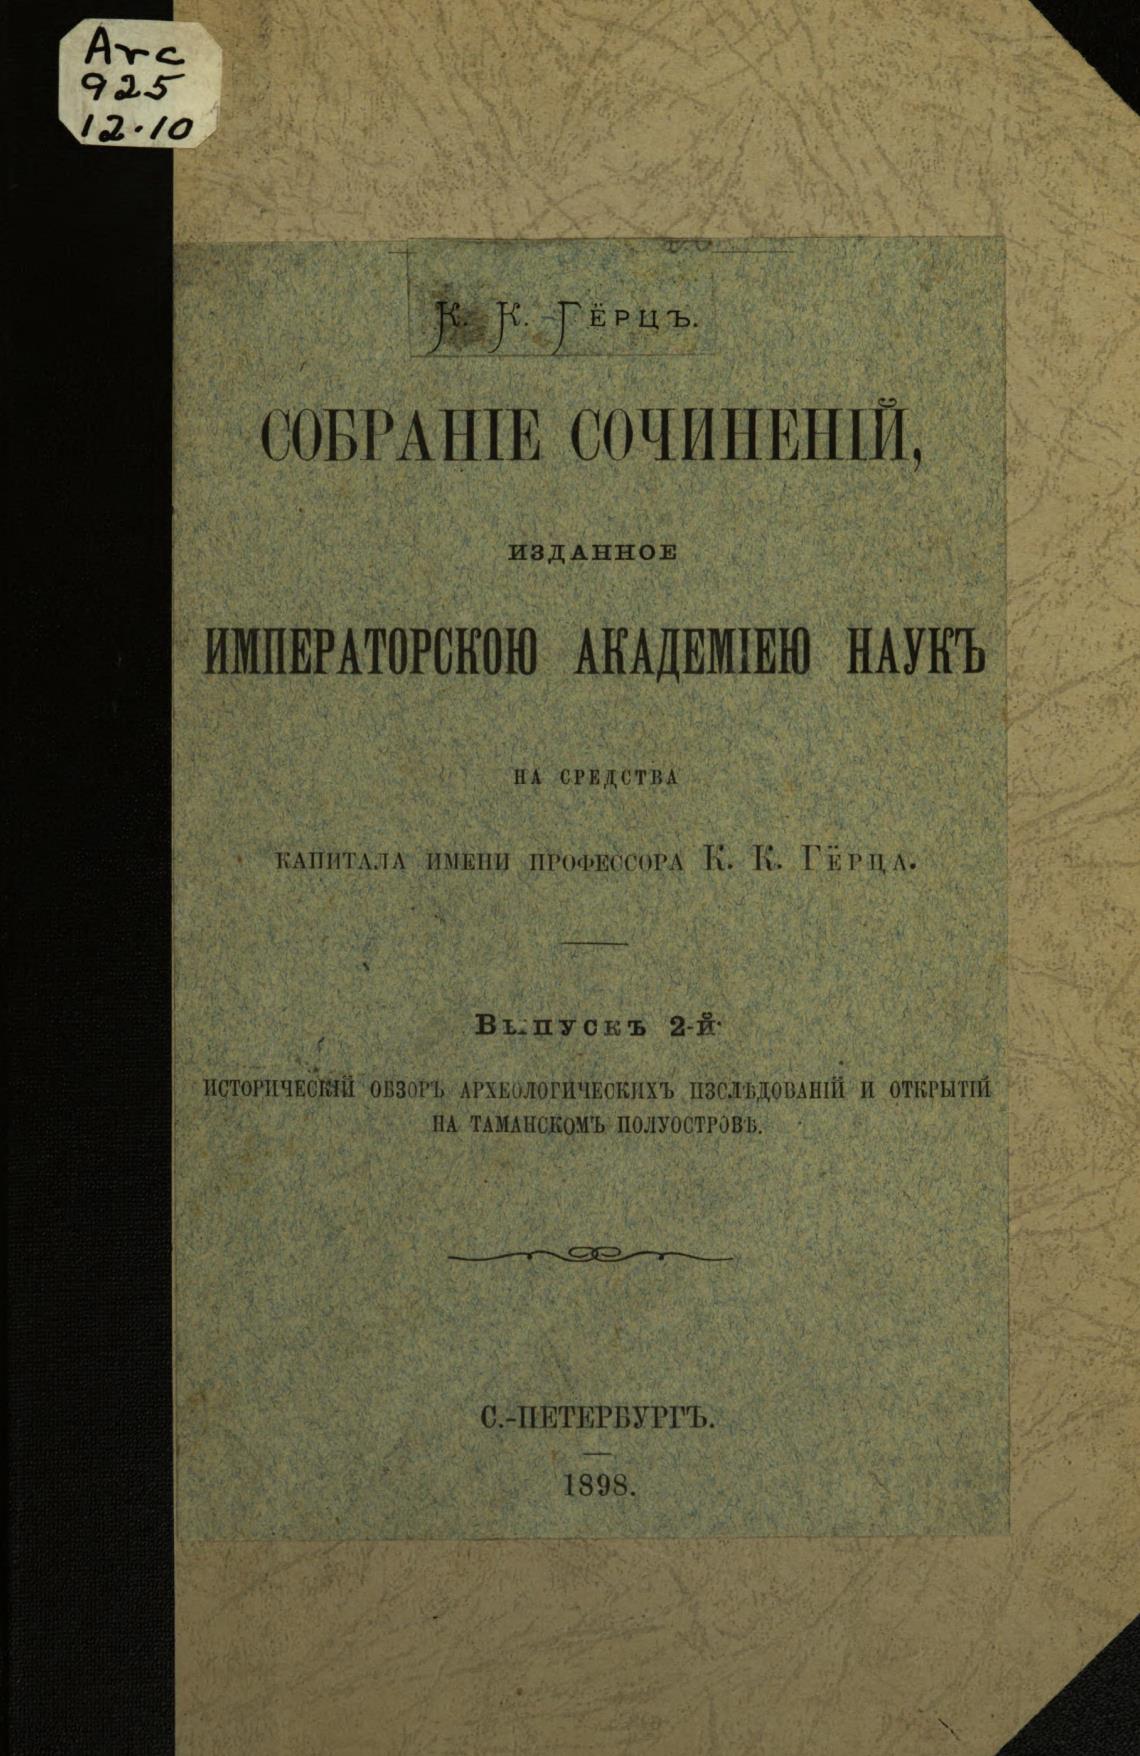 Arc
925
12.10
К. К. Гёрцъ.
СОБРАНІЕ СОЧИНЕНІЙ,
ИЗДАННОЕ
ИМПЕРАТОРСКОЮ АКАДЕМІЕЮ НАУКЪ
НА СРЕДСТВА
КАПИТАЛА ИМЕНИ ПРОФЕССОРА К. К. ГЁРЦА.
Выпускъ 2-й
ИСТОРИЧЕСКІЙ ОБЗОРЪ АРХЕОЛОГИЧЕСКИХЪ ИЗСЛѢДОВАНІЙ И ОТКРЫТІЙ
НА ТАМАНСКОМЪ ПОЛУОСТРОВѢ.
С.-ПЕТЕРБУРГЪ.
1898.